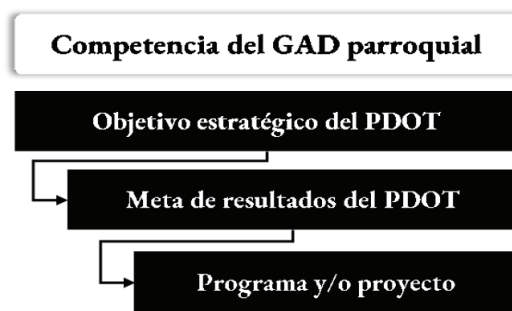 Competencia del GAD parroquial
Objetivo estratégico del PDOT
Meta de resultados del PDOT
Programa y/o proyecto